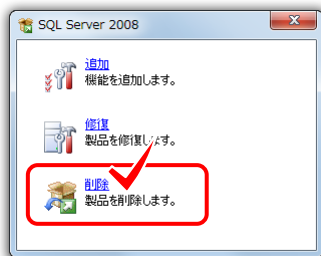 SQL Server 2008
追加
機能を追加します。
修復
製品を修復します。
削除
製品を削除します。